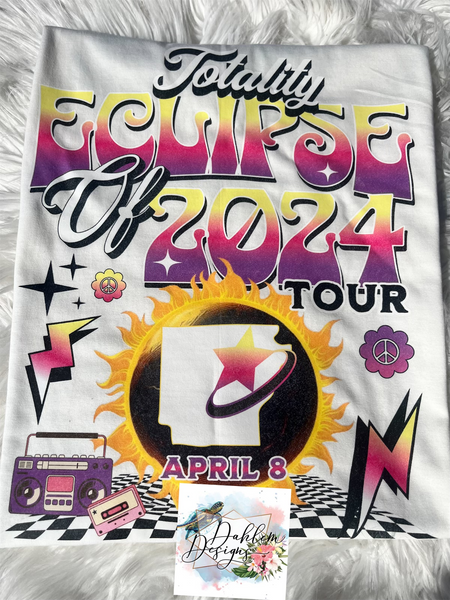 Totality
ECLIPSE
Of 2024
TOUR
APRIL 8
Dahlem
Designs